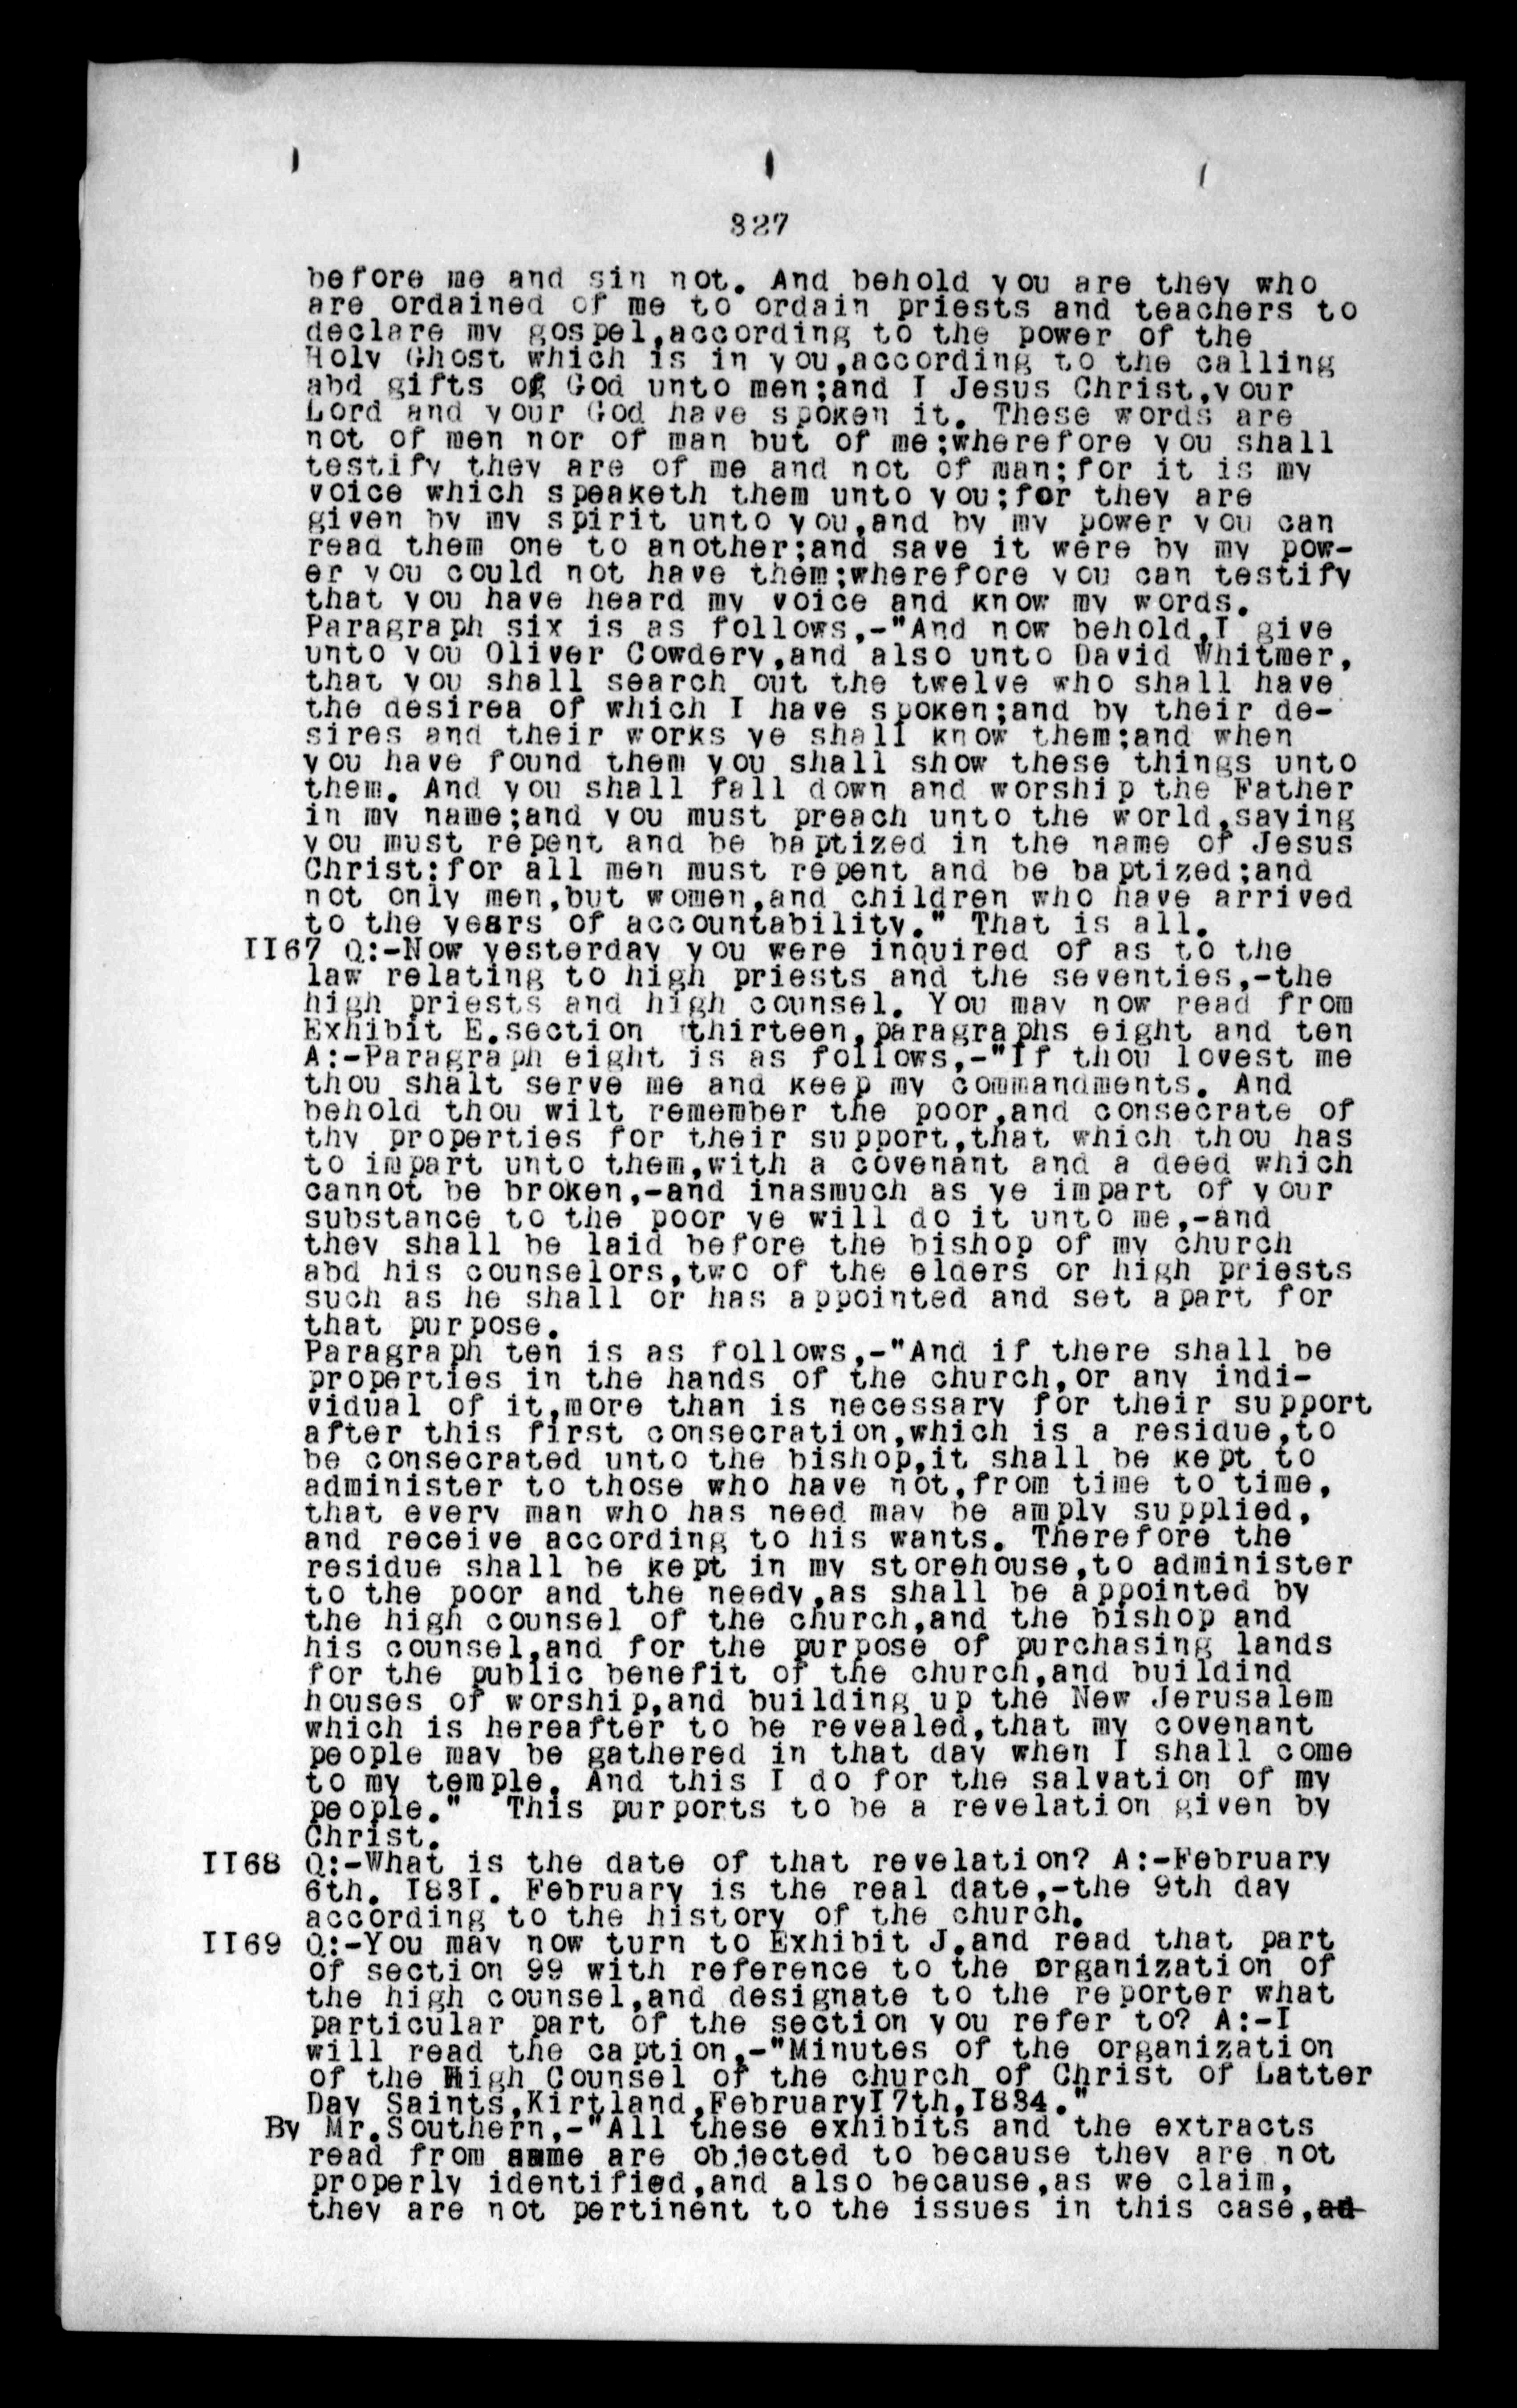 327
before me and sin not. And behold you are they who
are ordained of me to ordain priests and teachers to
declare my gospel,according to the power of the
Holy Ghost which is in you,according to the calling
abd gifts of God unto men;and I Jesus Christ,your
Lord and your God have spoken it. These words are
not of men nor of man but of me;wherefore you shall
testify they are of me and not of man;for it is my
voice which speaketh them unto you;for they are
given by my spirit unto you,and by my power you can
read them one to another;and save it were by my pow-
er you could not have them;wherefore you can testify
that you have heard my voice and know my words.
Paragraph six is as follows,-"And now behold,I give
unto you Oliver Cowdery,and also unto David Whitmer,
that you shall search out the twelve who shall have
the desirea of which I have spoken;and by their de-
sires and their works ye shall know them;and when
you have found them you shall show these things unto
them. And you shall fall down and worship the Father
in my name;and you must preach unto the world,saying
you must repent and be baptized in the name of Jesus
Christ:for all men must repent and be baptized;and
not only men,but women,and children who have arrived
to the years of accountability." That is all.
II67 Q:-Now yesterday you were inquired of as to the
law relating to high priests and the seventies,-the
high priests and high counsel. You may now read from
Exhibit E.section thirteen,paragraphs eight and ten
A:-Paragraph eight is as follows,-"If thou lovest me
thou shalt serve me and keep my commandments. And
behold thou wilt remember the poor,and consecrate of
thy properties for their support,that which thou has
to impart unto them,with a covenant and a deed which
cannot be broken,-and inasmuch as ye impart of your
substance to the poor ye will do it unto me,-and
they shall be laid before the bishop of my church
abd his counselors,two of the elders or high priests
such as he shall or has appointed and set apart for
that purpose.
Paragraph ten is as follows,-"And if there shall be
properties in the hands of the church,or any indi-
vidual of it,more than is necessary for their support
after this first consecration,which is a residue,to
be consecrated unto the bishop,it shall be kept to
administer to those who have not,from time to time,
that every man who has need may be amply supplied,
and receive according to his wants. Therefore the
residue shall be kept in my storehouse,to administer
to the poor and the needy,as shall be appointed by
the high counsel of the church,and the bishop and
his counsel,and for the purpose of purchasing lands
for the public benefit of the church,and buildind
houses of worship,and building up the New Jerusalem
which is hereafter to be revealed,that my covenant
people may be gathered in that day when I shall come
to my temple. And this I do for the salvation of my
people." This purports to be a revelation given by
Christ.
II68 Q:-What is the date of that revelation? A:-February
6th. I83I. February is the real date,-the 9th day
according to the history of the church.
II69 Q:-You may now turn to Exhibit J.and read that part
of section 99 with reference to the organization of
the high counsel,and designate to the reporter what
particular part of the section you refer to? A:-I
will read the caption,-"Minutes of the organization
of the High Counsel of the church of Christ of Latter
Day Saints,Kirtland,FebruaryI7th,I834."
By Mr.Southern,-"All these exhibits and the extracts
read from same are objected to because they are not
properly identified,and also because,as we claim,
they are not pertinent to the issues in this case,ad